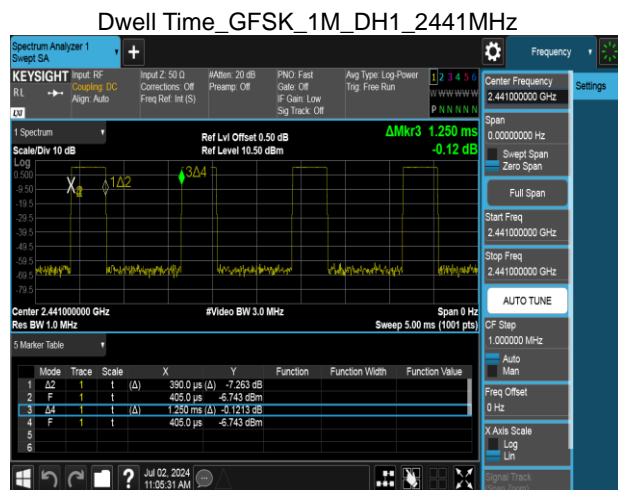 Dwell Time_GFSK_1M_DH1_2441MHz
Spectrum Analyzer 1
Swept SA
Frequency
Settings
KEYSIGHT
RL
LXI
Input: RF
Coupling: DC
Align: Auto
Input Z: 50 Ω
Corrections: Off
Freq Ref: Int (S)
#Atten: 20 dB
Preamp: Off
PNO: Fast
Gate: Off
IF Gain: Low
Sig Track: Off
Avg Type: Log-Power
Trig: Free Run
1 2 3 4 5 6
W W W W W W
P N N N N N
1 Spectrum
Scale/Div 10 dB
Ref Lvl Offset 0.50 dB
Ref Level 10.50 dBm
ΔMkr3 1.250 ms
-0.12 dB
Log
0.500
-9.50
-19.5
-29.5
-39.5
-49.5
-59.5
-69.5
-79.5
1Δ2
3Δ4
Center 2.441000000 GHz
Res BW 1.0 MHz
#Video BW 3.0 MHz
Span 0 Hz
Sweep 5.00 ms (1001 pts)
5 Marker Table
Mode Trace Scale X Y Function Function Width Function Value
1 Δ2 1 t (Δ) 390.0 µs (Δ) -7.263 dB
2 F 1 t 405.0 µs -6.743 dBm
3 Δ4 1 t (Δ) 1.250 ms (Δ) -0.1213 dB
4 F 1 t 405.0 µs -6.743 dBm
5
6
Center Frequency
2.441000000 GHz
Span
0.00000000 Hz
Swept Span
Zero Span
Full Span
Start Freq
2.441000000 GHz
Stop Freq
2.441000000 GHz
AUTO TUNE
CF Step
1.000000 MHz
Auto
Man
Freq Offset
0 Hz
X Axis Scale
Log
Lin
Signal Track
(Span Zoom)
?
Jul 02, 2024
11:05:31 AM